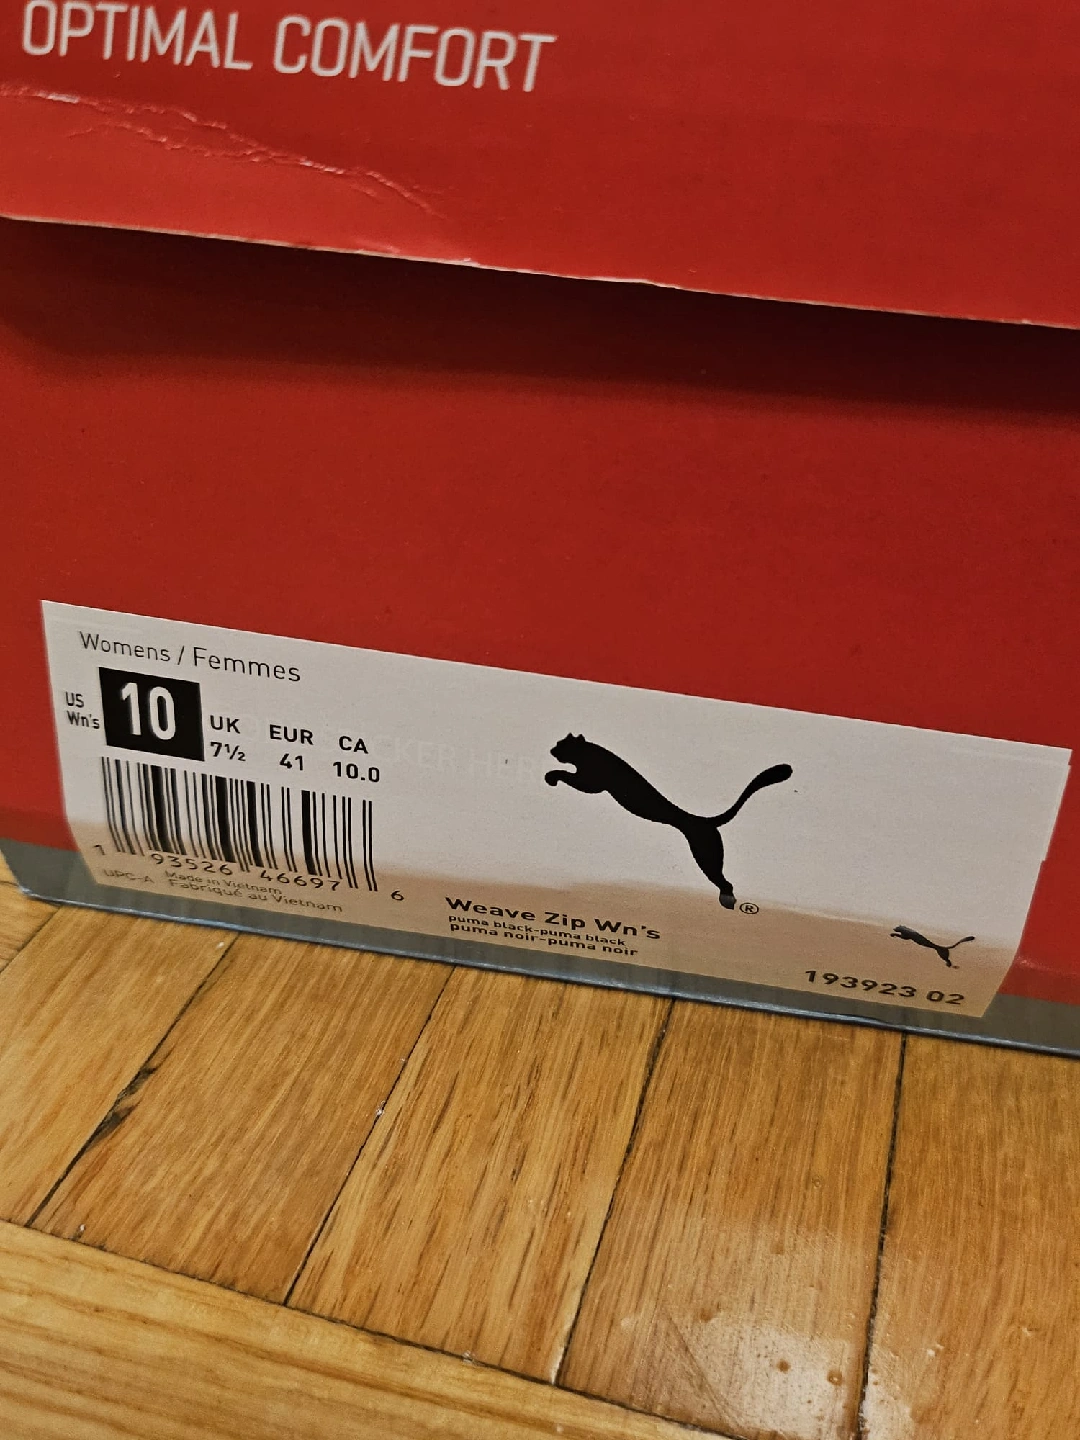 OPTIMAL COMFORT
Womens / Femmes
US
Wn's
10
UK EUR CA
7½ 41 10.0
1 93526 46697 6
UPC-A
Made in Vietnam
Fabriqué au Vietnam
Weave Zip Wn's
puma black-puma black
puma noir-puma noir
®
193923 02